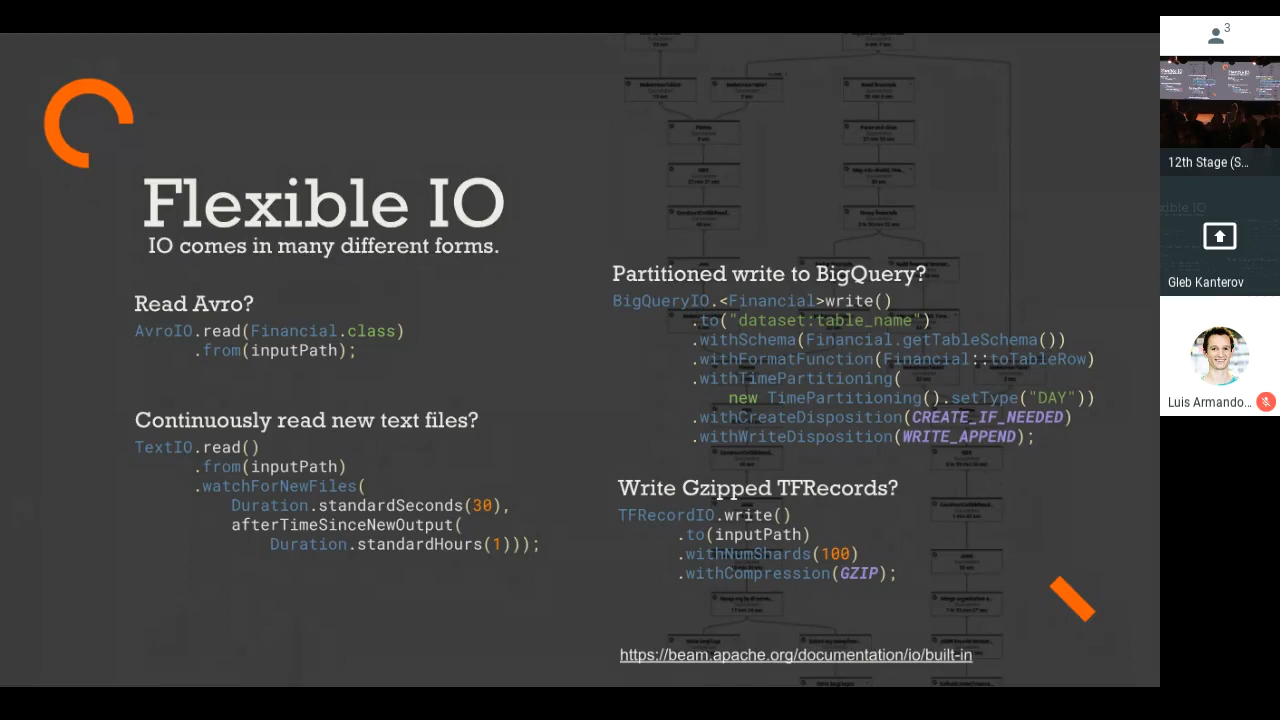 Flexible IO
IO comes in many different forms.
Read Avro?
AvroIO.read(Financial.class)
.from(inputPath);
Continuously read new text files?
TextIO.read()
.from(inputPath)
.watchForNewFiles(
Duration.standardSeconds(30),
afterTimeSinceNewOutput(
Duration.standardHours(1)));
Partitioned write to BigQuery?
BigQueryIO.<Financial>write()
.to("dataset:table_name")
.withSchema(Financial.getTableSchema())
.withFormatFunction(Financial::toTableRow)
.withTimePartitioning(
new TimePartitioning().setType("DAY"))
.withCreateDisposition(CREATE_IF_NEEDED)
.withWriteDisposition(WRITE_APPEND);
Write Gzipped TFRecords?
TFRecordIO.write()
.to(inputPath)
.withNumShards(100)
.withCompression(GZIP);
https://beam.apache.org/documentation/io/built-in
3
12th Stage (S...
Gleb Kanterov
Luis Armando...